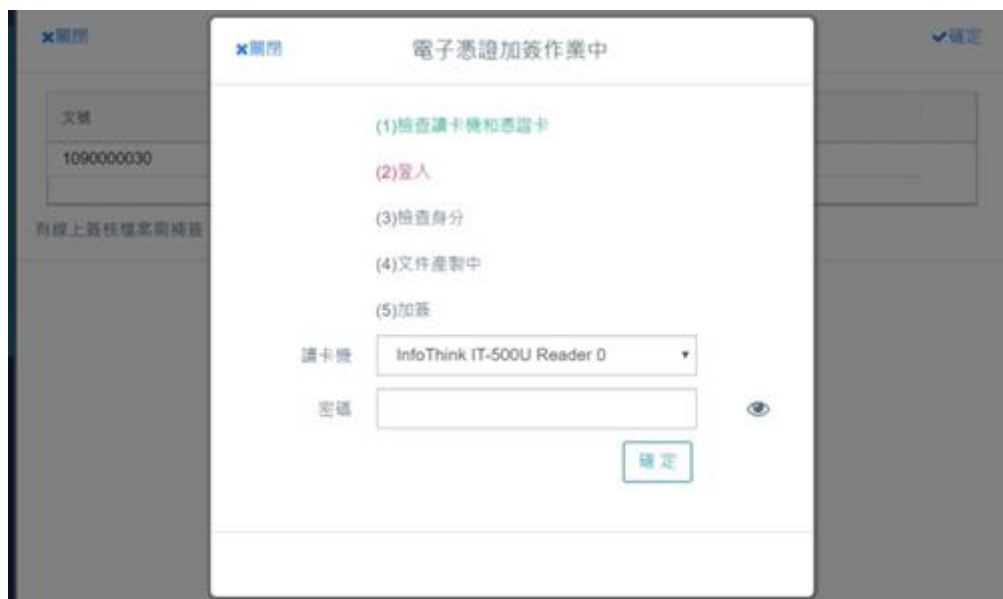 ✖關閉
✔確定
文號
1090000030
有線上簽核檔案需補簽
✖關閉
電子憑證加簽作業中
(1)檢查讀卡機和憑證卡
(2)登入
(3)檢查身分
(4)文件產製中
(5)加簽
讀卡機 InfoThink IT-500U Reader 0
密碼
確定